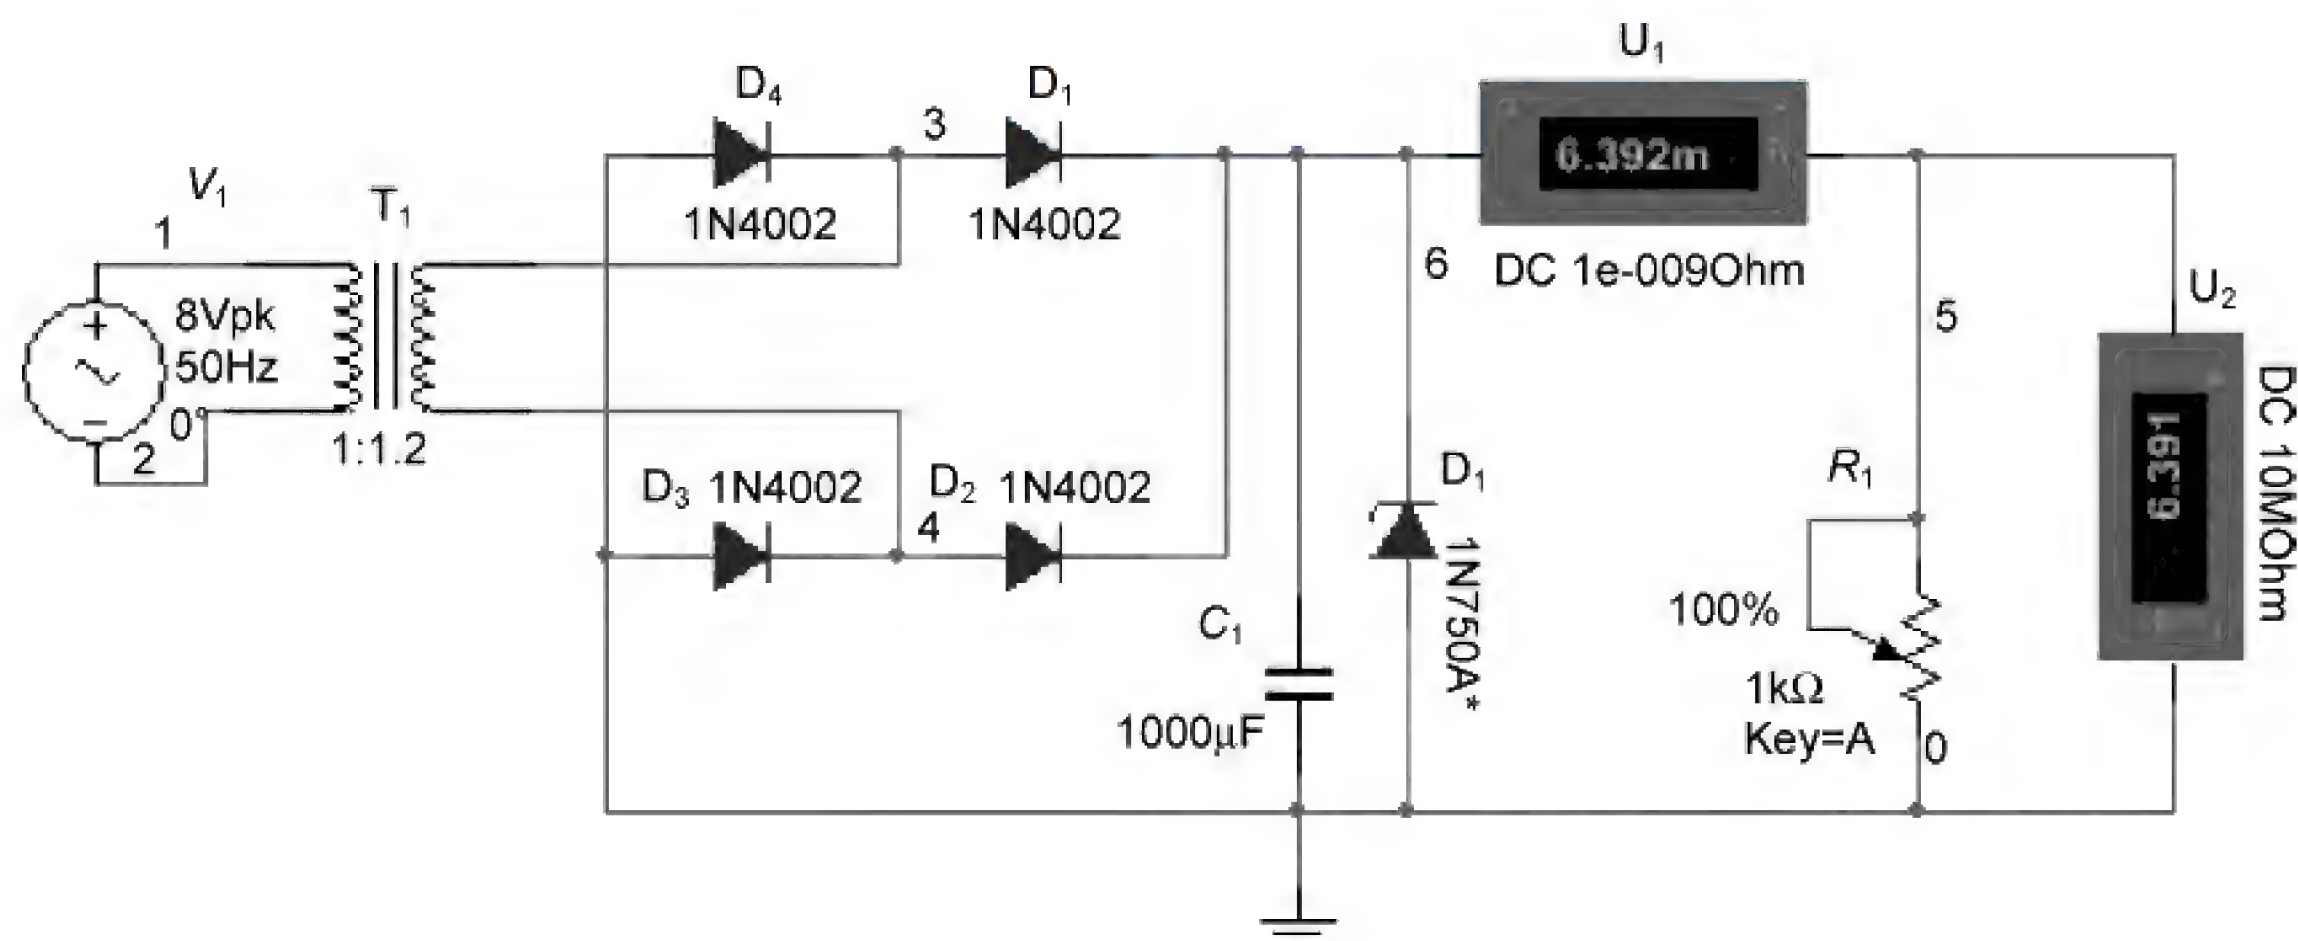 U₁
D₄
D₁
3
6.392m
V₁
T₁
1
1N4002
1N4002
6
DC 1e-009Ohm
U₂
8Vpk
50Hz
0°
5
2
1:1.2
D₃ 1N4002
D₂ 1N4002
4
D₁
1N750A*
R₁
6.391
DC 10MOhm
C₁
100%
1kΩ
Key=A
1000μF
0